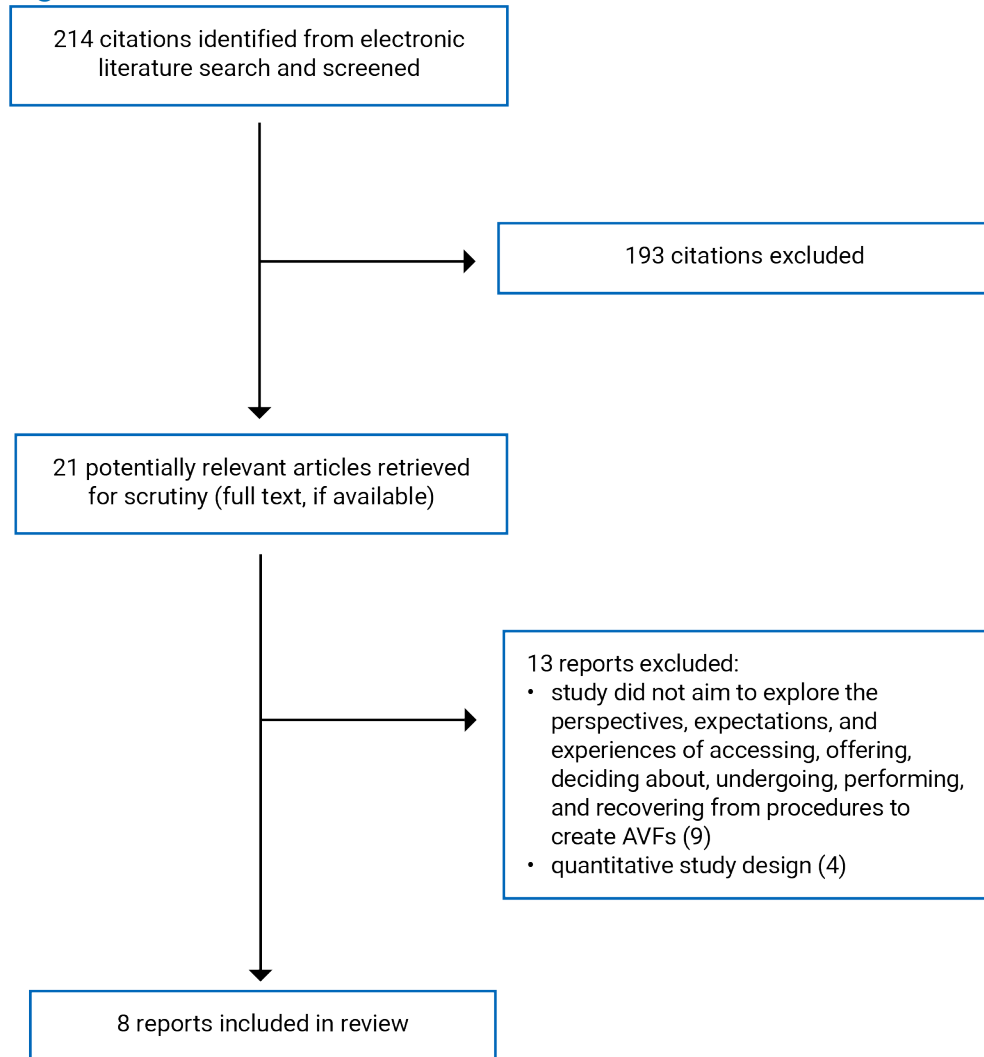 214 citations identified from electronic
literature search and screened
193 citations excluded
21 potentially relevant articles retrieved
for scrutiny (full text, if available)
13 reports excluded:
• study did not aim to explore the
perspectives, expectations, and
experiences of accessing, offering,
deciding about, undergoing, performing,
and recovering from procedures to
create AVFs (9)
• quantitative study design (4)
8 reports included in review